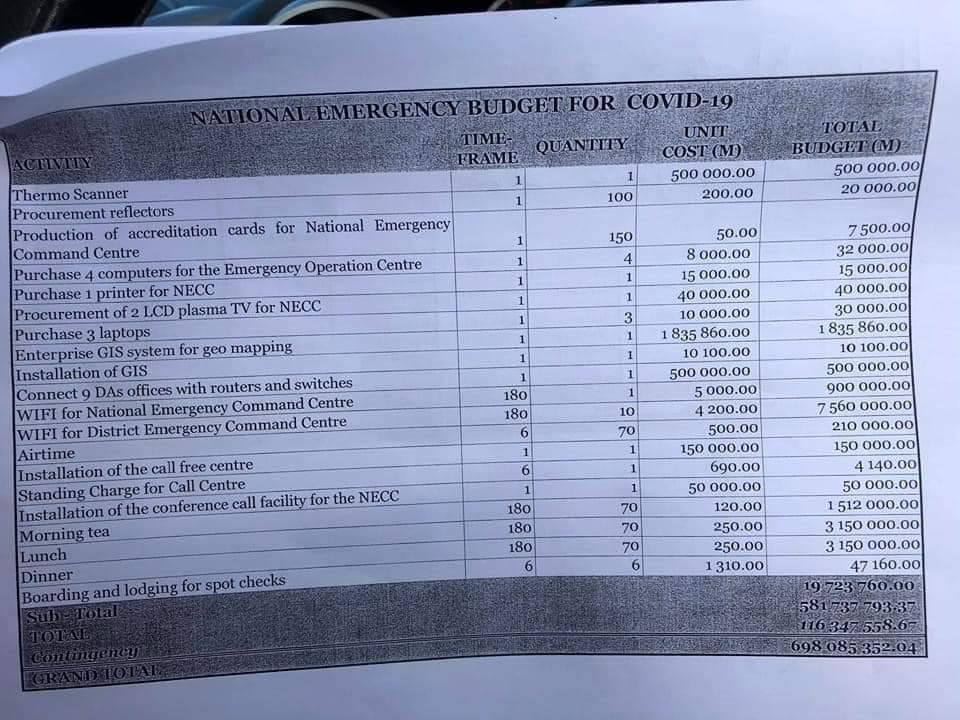 NATIONAL EMERGENCY BUDGET FOR COVID-19
ACTIVITY TIME-FRAME QUANTITY UNIT COST (M) TOTAL BUDGET (M)
Thermo Scanner 1 1 500 000.00 500 000.00
Procurement reflectors 1 100 200.00 20 000.00
Production of accreditation cards for National Emergency
Command Centre 1 150 50.00 7 500.00
Purchase 4 computers for the Emergency Operation Centre 1 4 8 000.00 32 000.00
Purchase 1 printer for NECC 1 1 15 000.00 15 000.00
Procurement of 2 LCD plasma TV for NECC 1 1 40 000.00 40 000.00
Purchase 3 laptops 1 3 10 000.00 30 000.00
Enterprise GIS system for geo mapping 1 1 1 835 860.00 1 835 860.00
Installation of GIS 1 1 10 100.00 10 100.00
Connect 9 DAs offices with routers and switches 1 1 500 000.00 500 000.00
WIFI for National Emergency Command Centre 180 1 5 000.00 900 000.00
WIFI for District Emergency Command Centre 180 10 4 200.00 7 560 000.00
Airtime 6 70 500.00 210 000.00
Installation of the call free centre 1 1 150 000.00 150 000.00
Standing Charge for Call Centre 6 1 690.00 4 140.00
Installation of the conference call facility for the NECC 1 1 50 000.00 50 000.00
Morning tea 180 70 120.00 1 512 000.00
Lunch 180 70 250.00 3 150 000.00
Dinner 180 70 250.00 3 150 000.00
Boarding and lodging for spot checks 6 6 1 310.00 47 160.00
Sub - Total 19 723 760.00
TOTAL 581 737 793.37
Contingency 116 347 558.67
GRAND TOTAL 698 085 352.04